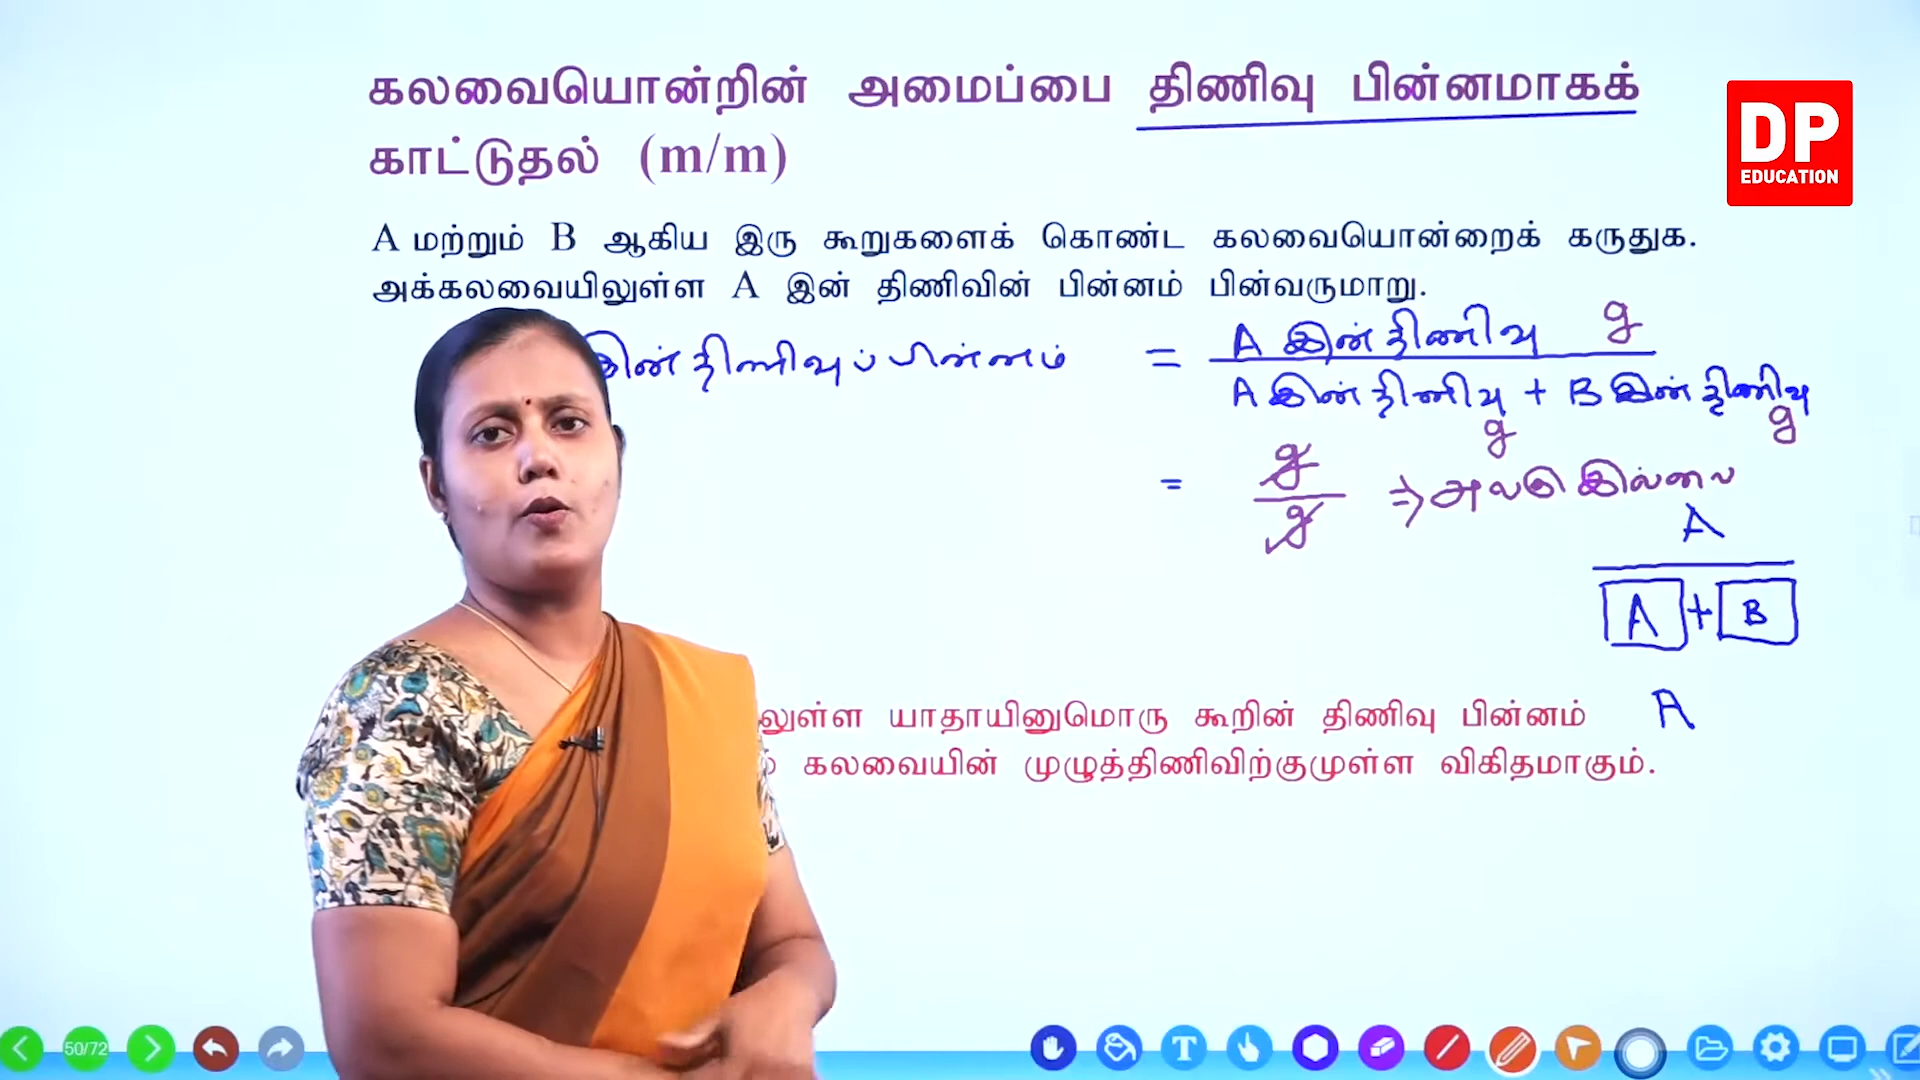 கலவையொன்றின் அமைப்பை திணிவு பின்னமாகக்
காட்டுதல் (m/m)
DP
EDUCATION
A மற்றும் B ஆகிய இரு கூறுகளைக் கொண்ட கலவையொன்றைக் கருதுக.
அக்கலவையிலுள்ள A இன் திணிவின் பின்னம் பின்வருமாறு.
இன் திணிவுப் பின்னம் = A இன் திணிவு g
A இன் திணிவு + B இன் திணிவு
g g
= g
g ⇒ அலகு இல்லை
A
A + B
லுள்ள யாதாயினுமொரு கூறின் திணிவு பின்னம் A
கலவையின் முழுத்திணிவிற்குமுள்ள விகிதமாகும்.
50/72